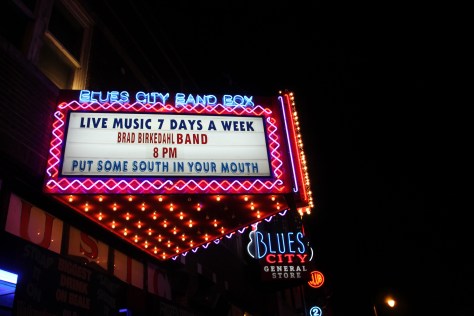 BLUES CITY BAND BOX
LIVE MUSIC 7 DAYS A WEEK
BRAD BIRKEDAHL BAND
8 PM
PUT SOME SOUTH IN YOUR MOUTH
BLUES
CITY
GENERAL
STORE
2